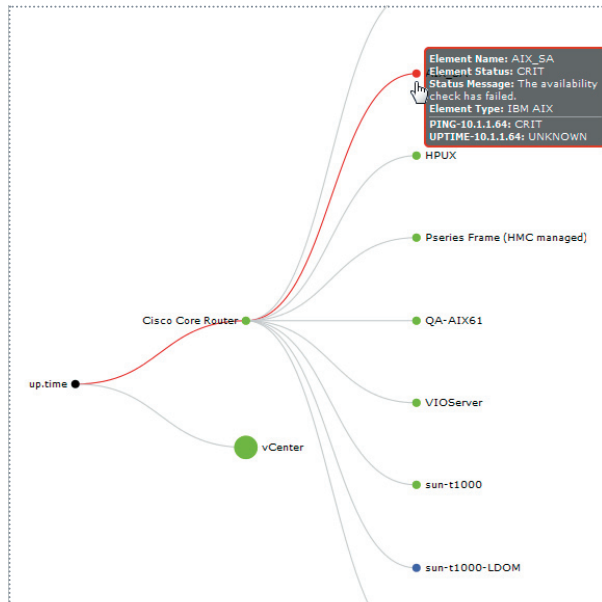 Element Name: AIX_SA
Element Status: CRIT
Status Message: The availability
check has failed.
Element Type: IBM AIX
PING-10.1.1.64: CRIT
UPTIME-10.1.1.64: UNKNOWN
HPUX
Pseries Frame (HMC managed)
Cisco Core Router
QA-AIX61
up.time
VIOServer
vCenter
sun-t1000
sun-t1000-LDOM